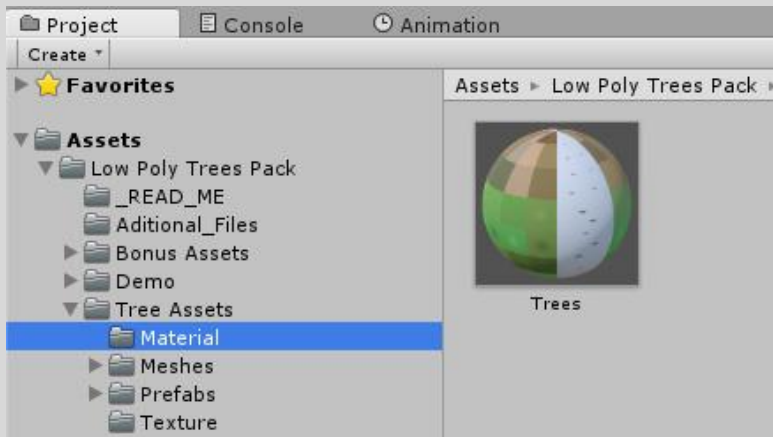 Project Console Animation
Create
Favorites
Assets ▸ Low Poly Trees Pack ▸
Assets
Low Poly Trees Pack
_READ_ME
Aditional_Files
Bonus Assets
Demo
Tree Assets
Material
Meshes
Prefabs
Texture
Trees